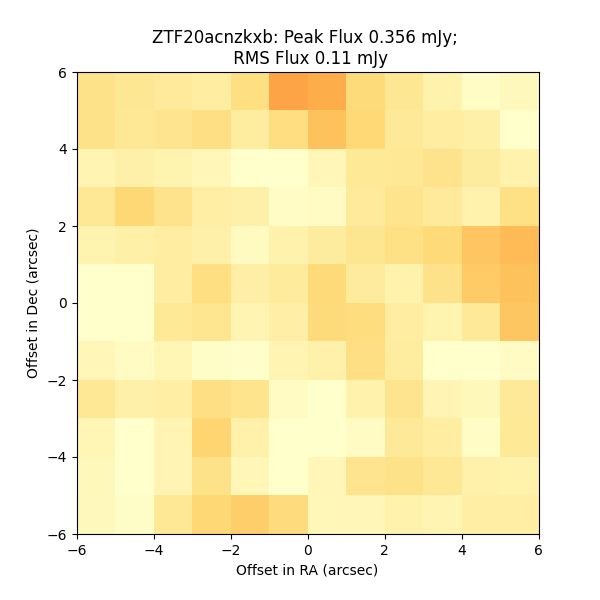 ZTF20acnzkxb: Peak Flux 0.356 mJy;
RMS Flux 0.11 mJy
6
4
2
0
−2
−4
−6
Offset in Dec (arcsec)
−6 −4 −2 0 2 4 6
Offset in RA (arcsec)